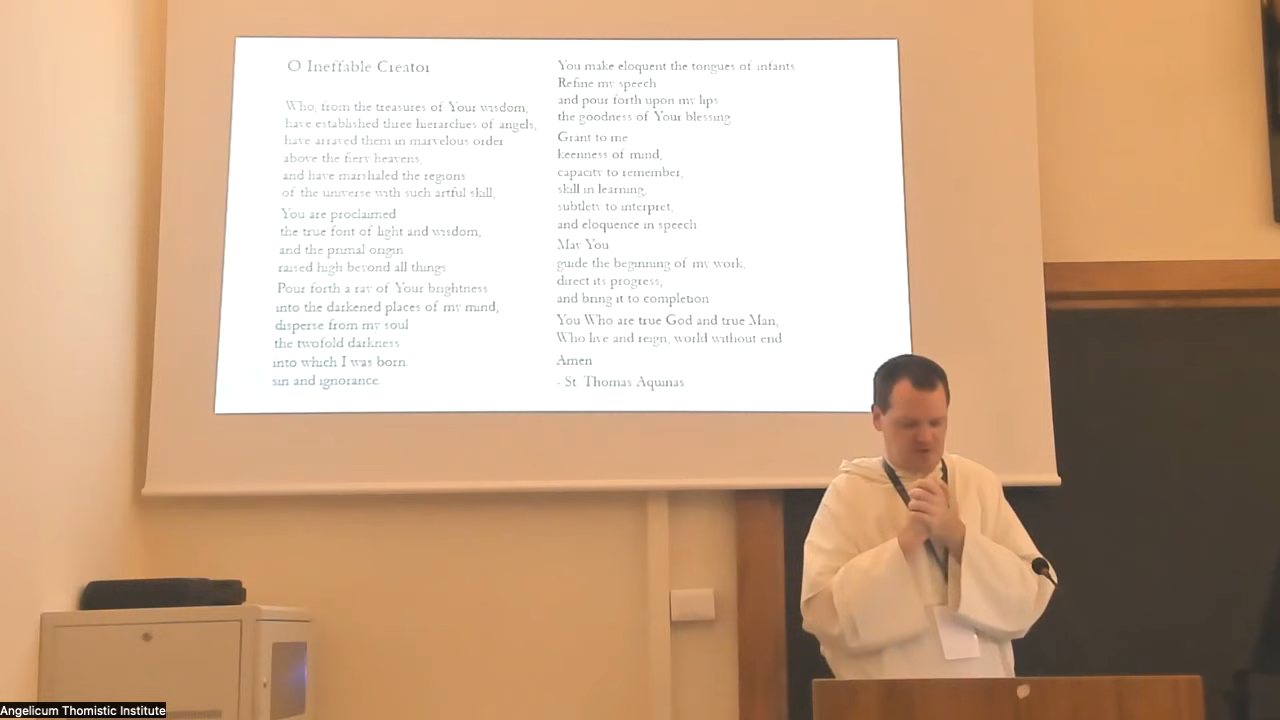 O Ineffable Creator
Who, from the treasures of Your wisdom,
have established three hierarchies of angels,
have arrayed them in marvelous order
above the fiery heavens,
and have marshaled the regions
of the universe with such artful skill,
You are proclaimed
the true font of light and wisdom,
and the primal origin
raised high beyond all things
Pour forth a ray of Your brightness
into the darkened places of my mind,
disperse from my soul
the twofold darkness
into which I was born
sin and ignorance
You make eloquent the tongues of infants
Refine my speech
and pour forth upon my lips
the goodness of Your blessing
Grant to me
keenness of mind,
capacity to remember,
skill in learning,
subtlety to interpret,
and eloquence in speech
May You
guide the beginning of my work,
direct its progress,
and bring it to completion
You Who are true God and true Man,
Who live and reign, world without end
Amen
- St Thomas Aquinas
Angelicum Thomistic Institute